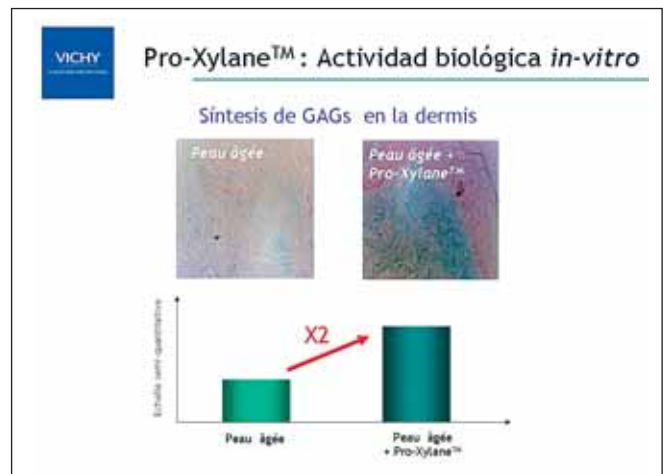 VICHY
Pro-Xylane™ : Actividad biológica in-vitro
Síntesis de GAGs en la dermis
Peau âgée
Peau âgée +
Pro-Xylane™
X2
Echelle semi-quantitative
Peau âgée
Peau âgée
+ Pro-Xylane™